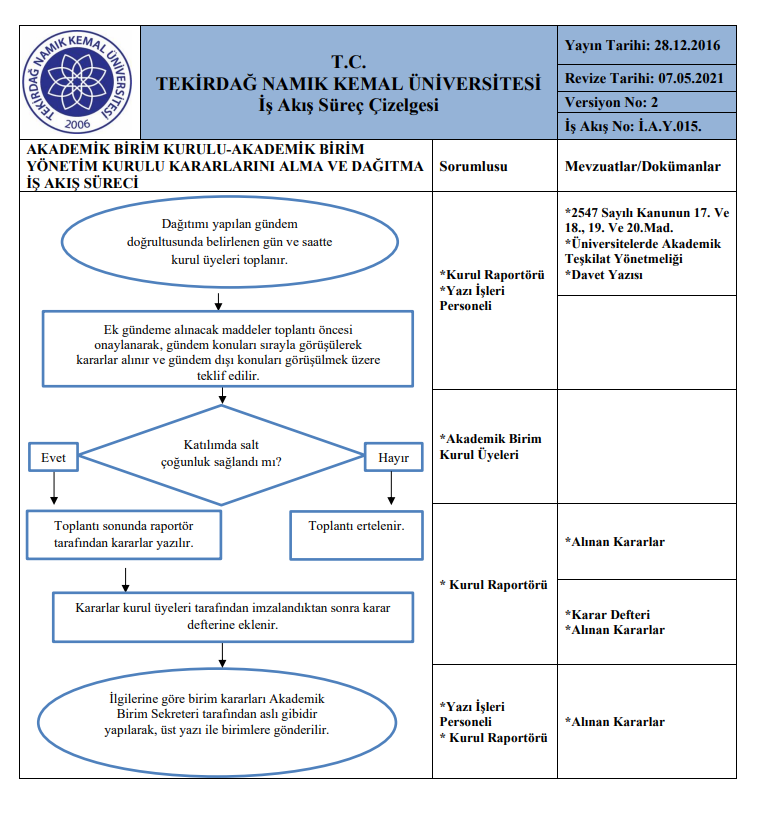 TEKİRDAĞ NAMIK KEMAL ÜNİVERSİTESİ
2006
T.C.
TEKİRDAĞ NAMIK KEMAL ÜNİVERSİTESİ
İş Akış Süreç Çizelgesi
Yayın Tarihi: 28.12.2016
Revize Tarihi: 07.05.2021
Versiyon No: 2
İş Akış No: İ.A.Y.015.
AKADEMİK BİRİM KURULU-AKADEMİK BİRİM
YÖNETİM KURULU KARARLARINI ALMA VE DAĞITMA
İŞ AKIŞ SÜRECİ
Sorumlusu
Mevzuatlar/Dokümanlar
Dağıtımı yapılan gündem
doğrultusunda belirlenen gün ve saatte
kurul üyeleri toplanır.
*Kurul Raportörü
*Yazı İşleri
Personeli
*2547 Sayılı Kanunun 17. Ve
18., 19. Ve 20.Mad.
*Üniversitelerde Akademik
Teşkilat Yönetmeliği
*Davet Yazısı
Ek gündeme alınacak maddeler toplantı öncesi
onaylanarak, gündem konuları sırayla görüşülerek
kararlar alınır ve gündem dışı konuları görüşülmek üzere
teklif edilir.
Katılımda salt
çoğunluk sağlandı mı?
Evet
Hayır
*Akademik Birim
Kurul Üyeleri
Toplantı sonunda raportör
tarafından kararlar yazılır.
Toplantı ertelenir.
* Kurul Raportörü
*Alınan Kararlar
Kararlar kurul üyeleri tarafından imzalandıktan sonra karar
defterine eklenir.
*Karar Defteri
*Alınan Kararlar
İlgilerine göre birim kararları Akademik
Birim Sekreteri tarafından aslı gibidir
yapılarak, üst yazı ile birimlere gönderilir.
*Yazı İşleri
Personeli
* Kurul Raportörü
*Alınan Kararlar